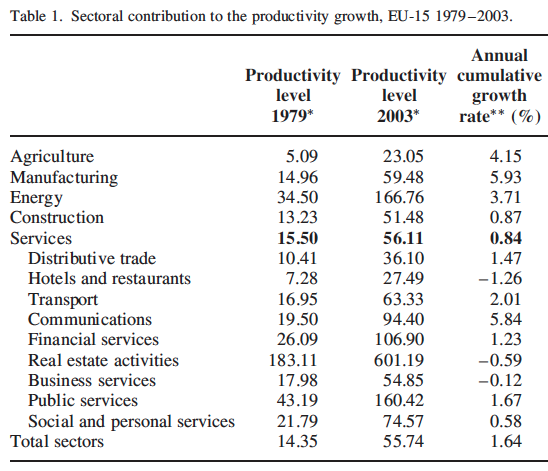 Table 1. Sectoral contribution to the productivity growth, EU-15 1979–2003.
Productivity level 1979* Productivity level 2003* Annual cumulative growth rate** (%)
Agriculture 5.09 23.05 4.15
Manufacturing 14.96 59.48 5.93
Energy 34.50 166.76 3.71
Construction 13.23 51.48 0.87
Services 15.50 56.11 0.84
Distributive trade 10.41 36.10 1.47
Hotels and restaurants 7.28 27.49 −1.26
Transport 16.95 63.33 2.01
Communications 19.50 94.40 5.84
Financial services 26.09 106.90 1.23
Real estate activities 183.11 601.19 −0.59
Business services 17.98 54.85 −0.12
Public services 43.19 160.42 1.67
Social and personal services 21.79 74.57 0.58
Total sectors 14.35 55.74 1.64